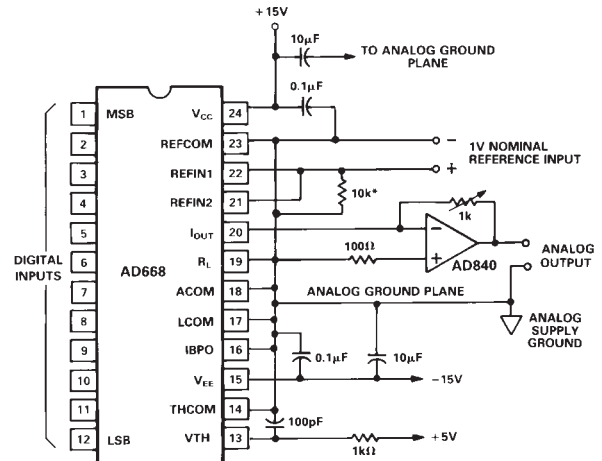 +15V
10µF
TO ANALOG GROUND
PLANE
0.1µF
1 MSB
VCC 24
2
REFCOM 23
−
1V NOMINAL
REFERENCE INPUT
3
REFIN1 22
+
10k*
4
REFIN2 21
1k
5
IOUT 20
−
DIGITAL
INPUTS
AD668
6
RL 19
100Ω
+
AD840
ANALOG
OUTPUT
7
ACOM 18
ANALOG GROUND PLANE
8
LCOM 17
ANALOG
SUPPLY
GROUND
9
IBPO 16
0.1µF
10µF
10
VEE 15
−15V
11
THCOM 14
100pF
12 LSB
VTH 13
1kΩ
+5V